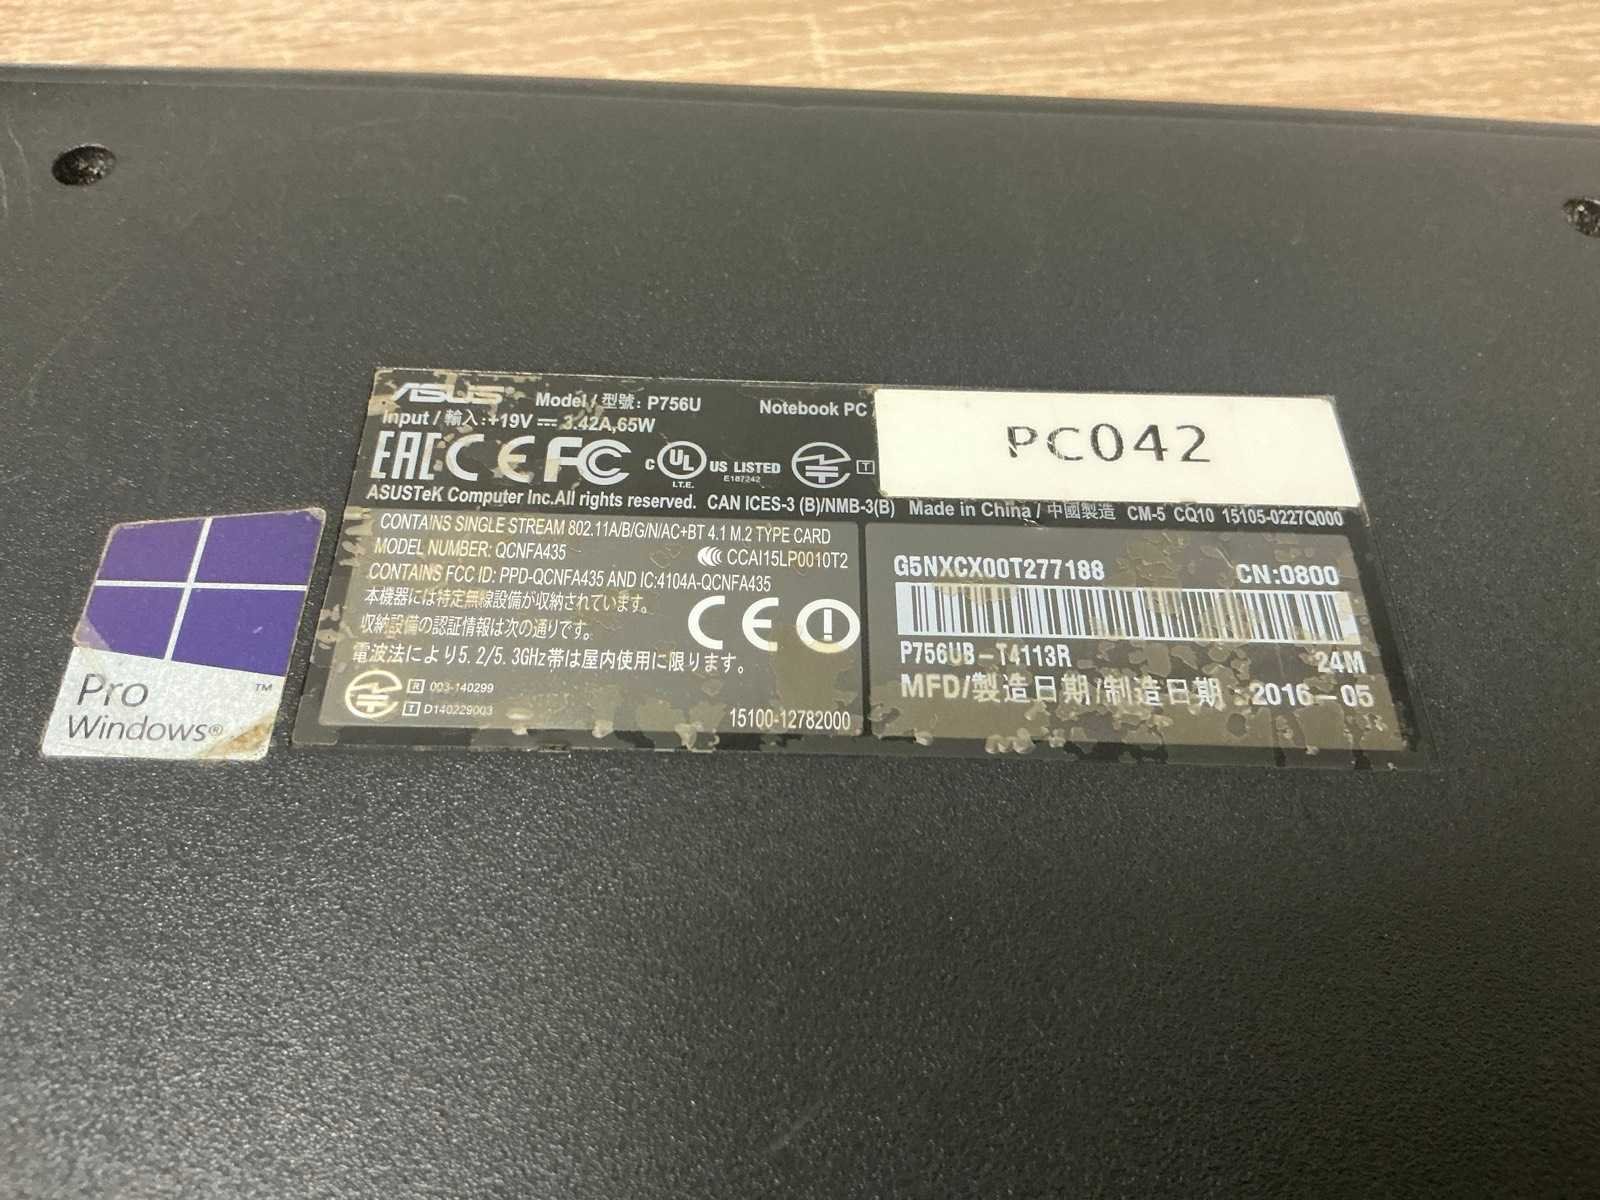 ASUS Model / 型號: P756U Notebook PC
Input / 輸入:+19V 3.42A,65W
PC042
EAC CE FC c UL US LISTED T
I.T.E. E187242
ASUSTeK Computer Inc.All rights reserved. CAN ICES-3 (B)/NMB-3(B) Made in China / 中國製造 CM-5 CQ10 15105-0227Q000
CONTAINS SINGLE STREAM 802.11A/B/G/N/AC+BT 4.1 M.2 TYPE CARD
MODEL NUMBER: QCNFA435 CCAI15LP0010T2
CONTAINS FCC ID: PPD-QCNFA435 AND IC:4104A-QCNFA435
本機器には特定無線設備が収納されています。
収納設備の認証情報は次の通りです。
CE
電波法により5.2/5.3GHz帯は屋内使用に限ります。
R 003-140299
T D140229003
15100-12782000
G5NXCX00T277188 CN:0800
P756UB-T4113R 24M
MFD/製造日期/制造日期:2016-05
Pro TM
Windows®